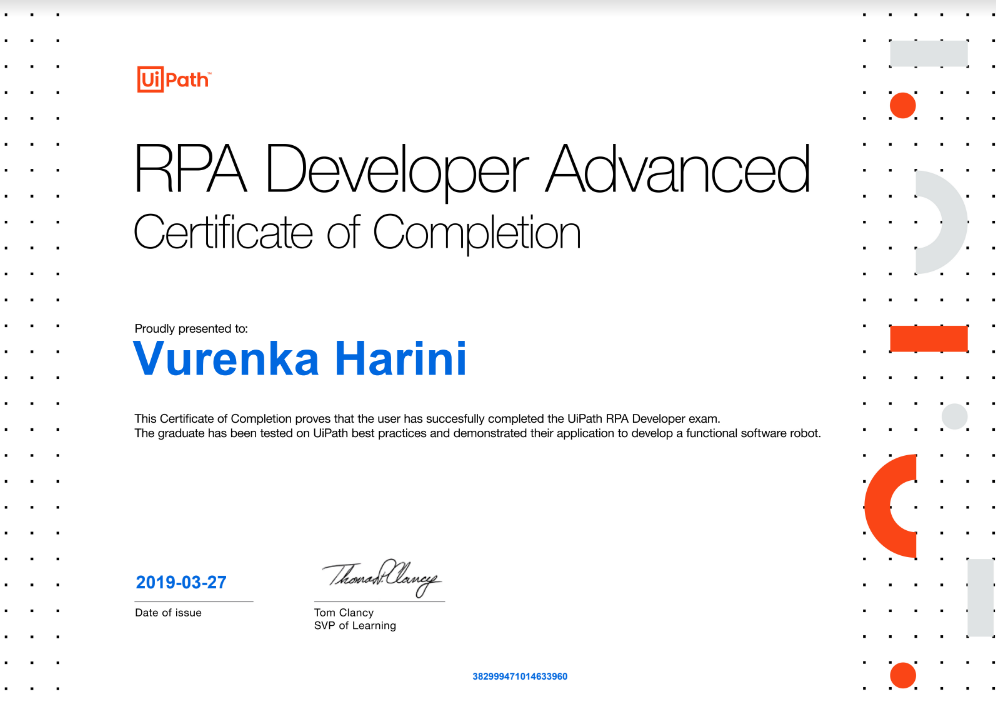 UiPath™
RPA Developer Advanced
Certificate of Completion
Proudly presented to:
Vurenka Harini
This Certificate of Completion proves that the user has succesfully completed the UiPath RPA Developer exam.
The graduate has been tested on UiPath best practices and demonstrated their application to develop a functional software robot.
2019-03-27
Date of issue
Thomas P. Clancy
Tom Clancy
SVP of Learning
382999471014633960